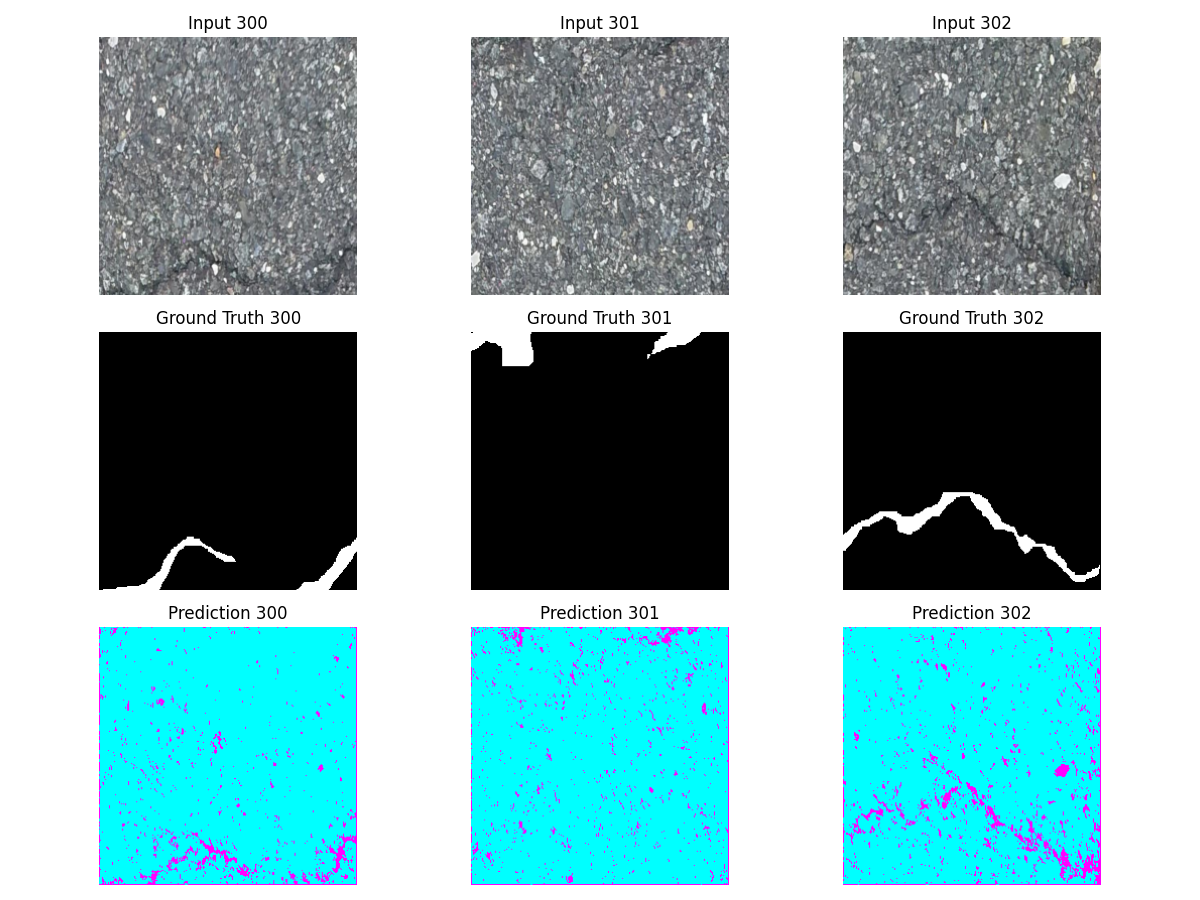 Input 300
Input 301
Input 302
Ground Truth 300
Ground Truth 301
Ground Truth 302
Prediction 300
Prediction 301
Prediction 302